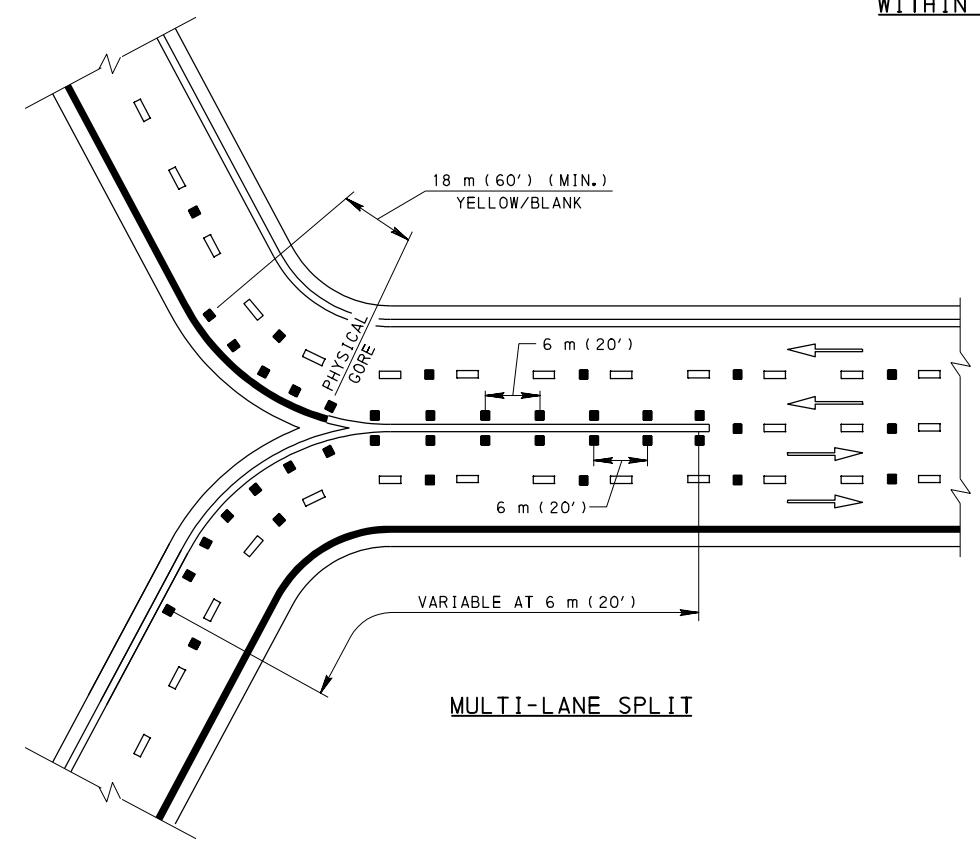 WITHIN
18 m (60') (MIN.)
YELLOW/BLANK
PHYSICAL
GORE
6 m (20')
6 m (20')
VARIABLE AT 6 m (20')
MULTI-LANE SPLIT